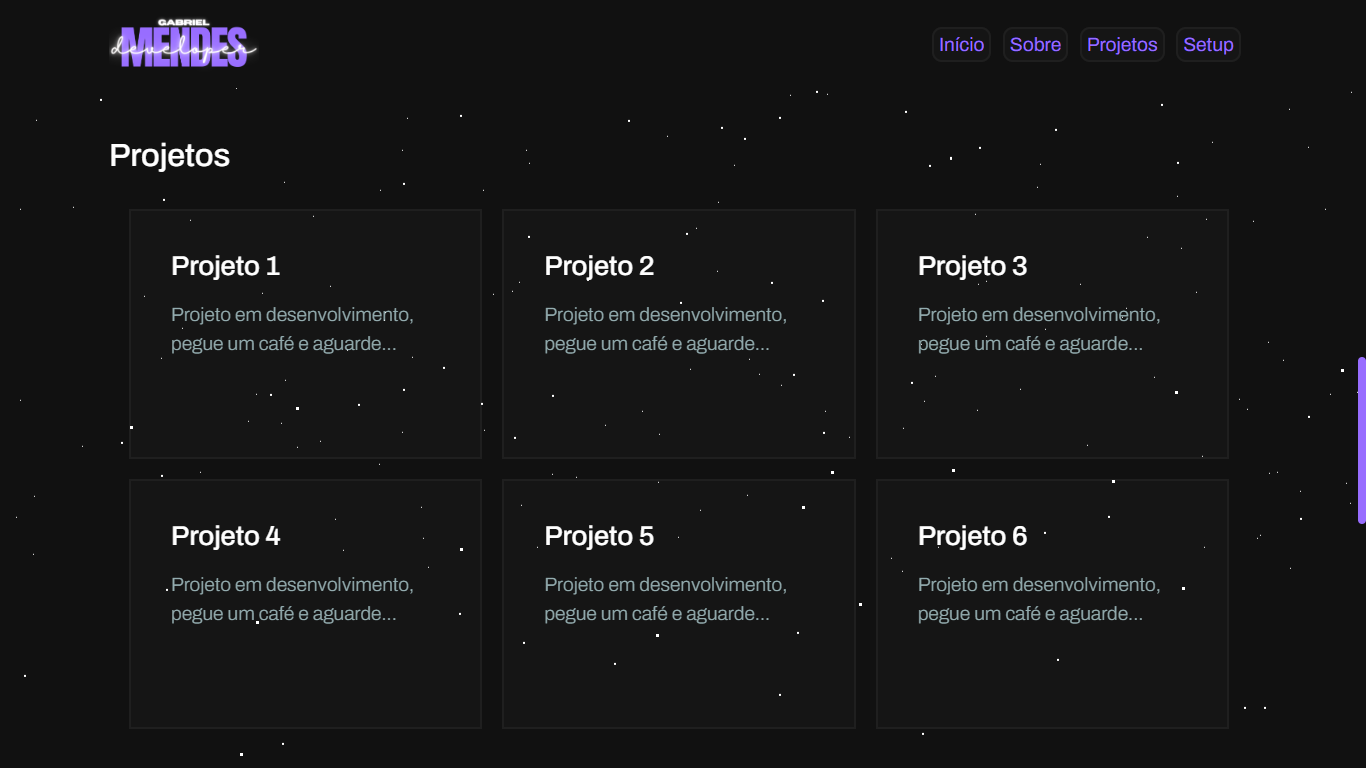 GABRIEL
MENDES
developer
Início Sobre Projetos Setup
Projetos
Projeto 1
Projeto em desenvolvimento,
pegue um café e aguarde...
Projeto 2
Projeto em desenvolvimento,
pegue um café e aguarde...
Projeto 3
Projeto em desenvolvimento,
pegue um café e aguarde...
Projeto 4
Projeto em desenvolvimento,
pegue um café e aguarde...
Projeto 5
Projeto em desenvolvimento,
pegue um café e aguarde...
Projeto 6
Projeto em desenvolvimento,
pegue um café e aguarde...